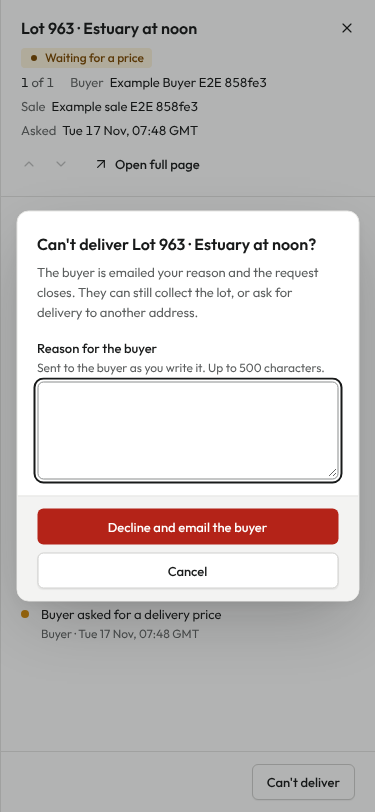 Lot 963 · Estuary at noon
Waiting for a price
1 of 1 Buyer Example Buyer E2E 858fe3
Sale Example sale E2E 858fe3
Asked Tue 17 Nov, 07:48 GMT
Open full page
Can't deliver Lot 963 · Estuary at noon?
The buyer is emailed your reason and the request
closes. They can still collect the lot, or ask for
delivery to another address.
Reason for the buyer
Sent to the buyer as you write it. Up to 500 characters.
Decline and email the buyer
Cancel
Buyer asked for a delivery price
Buyer · Tue 17 Nov, 07:48 GMT
Can't deliver